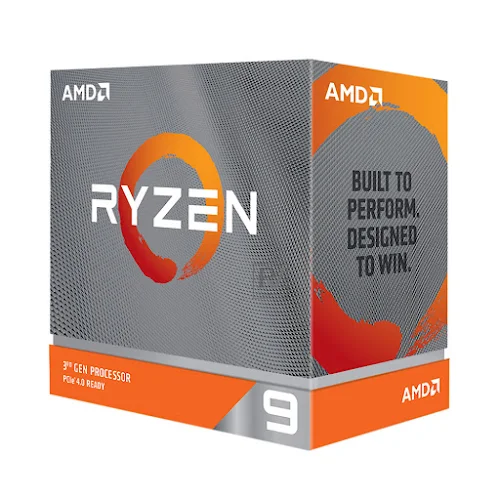 AMD
RYZEN
3RD GEN PROCESSOR
PCIe® 4.0 READY
9
AMD
BUILT TO
PERFORM.
DESIGNED
TO WIN.
AMD